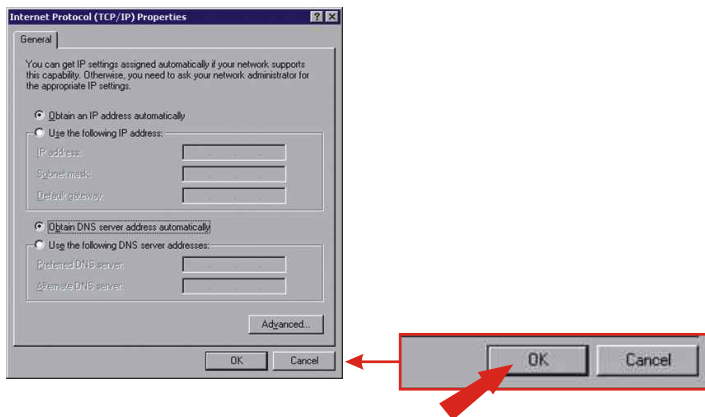 Internet Protocol (TCP/IP) Properties
General
You can get IP settings assigned automatically if your network supports
this capability. Otherwise, you need to ask your network administrator for
the appropriate IP settings.
Obtain an IP address automatically
Use the following IP address:
IP address:
Subnet mask:
Default gateway:
Obtain DNS server address automatically
Use the following DNS server addresses:
Preferred DNS server:
Alternate DNS server:
Advanced...
OK Cancel
OK Cancel